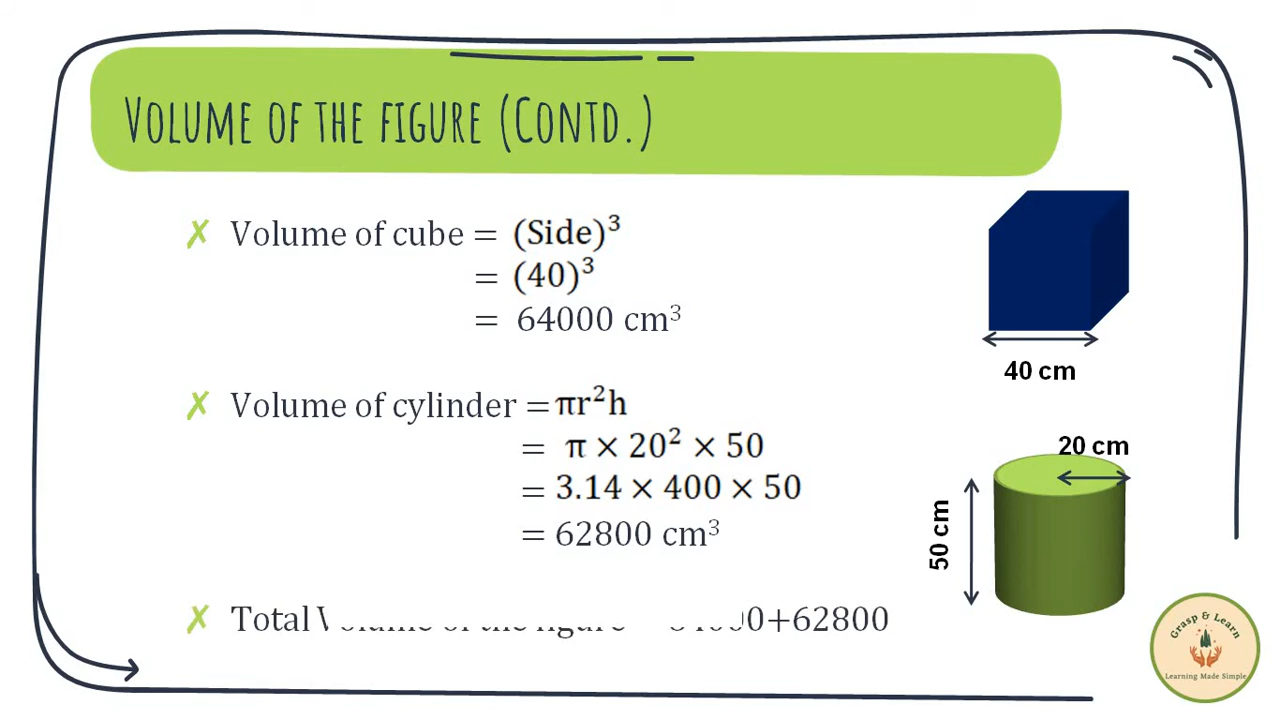 VOLUME OF THE FIGURE (CONTD.)
✗ Volume of cube = (Side)³
= (40)³
= 64000 cm³
40 cm
✗ Volume of cylinder = πr²h
= π × 20² × 50
= 3.14 × 400 × 50
= 62800 cm³
20 cm
50 cm
✗ Total Volume of the figure 0+62800
Grasp & Learn
Learning Made Simple